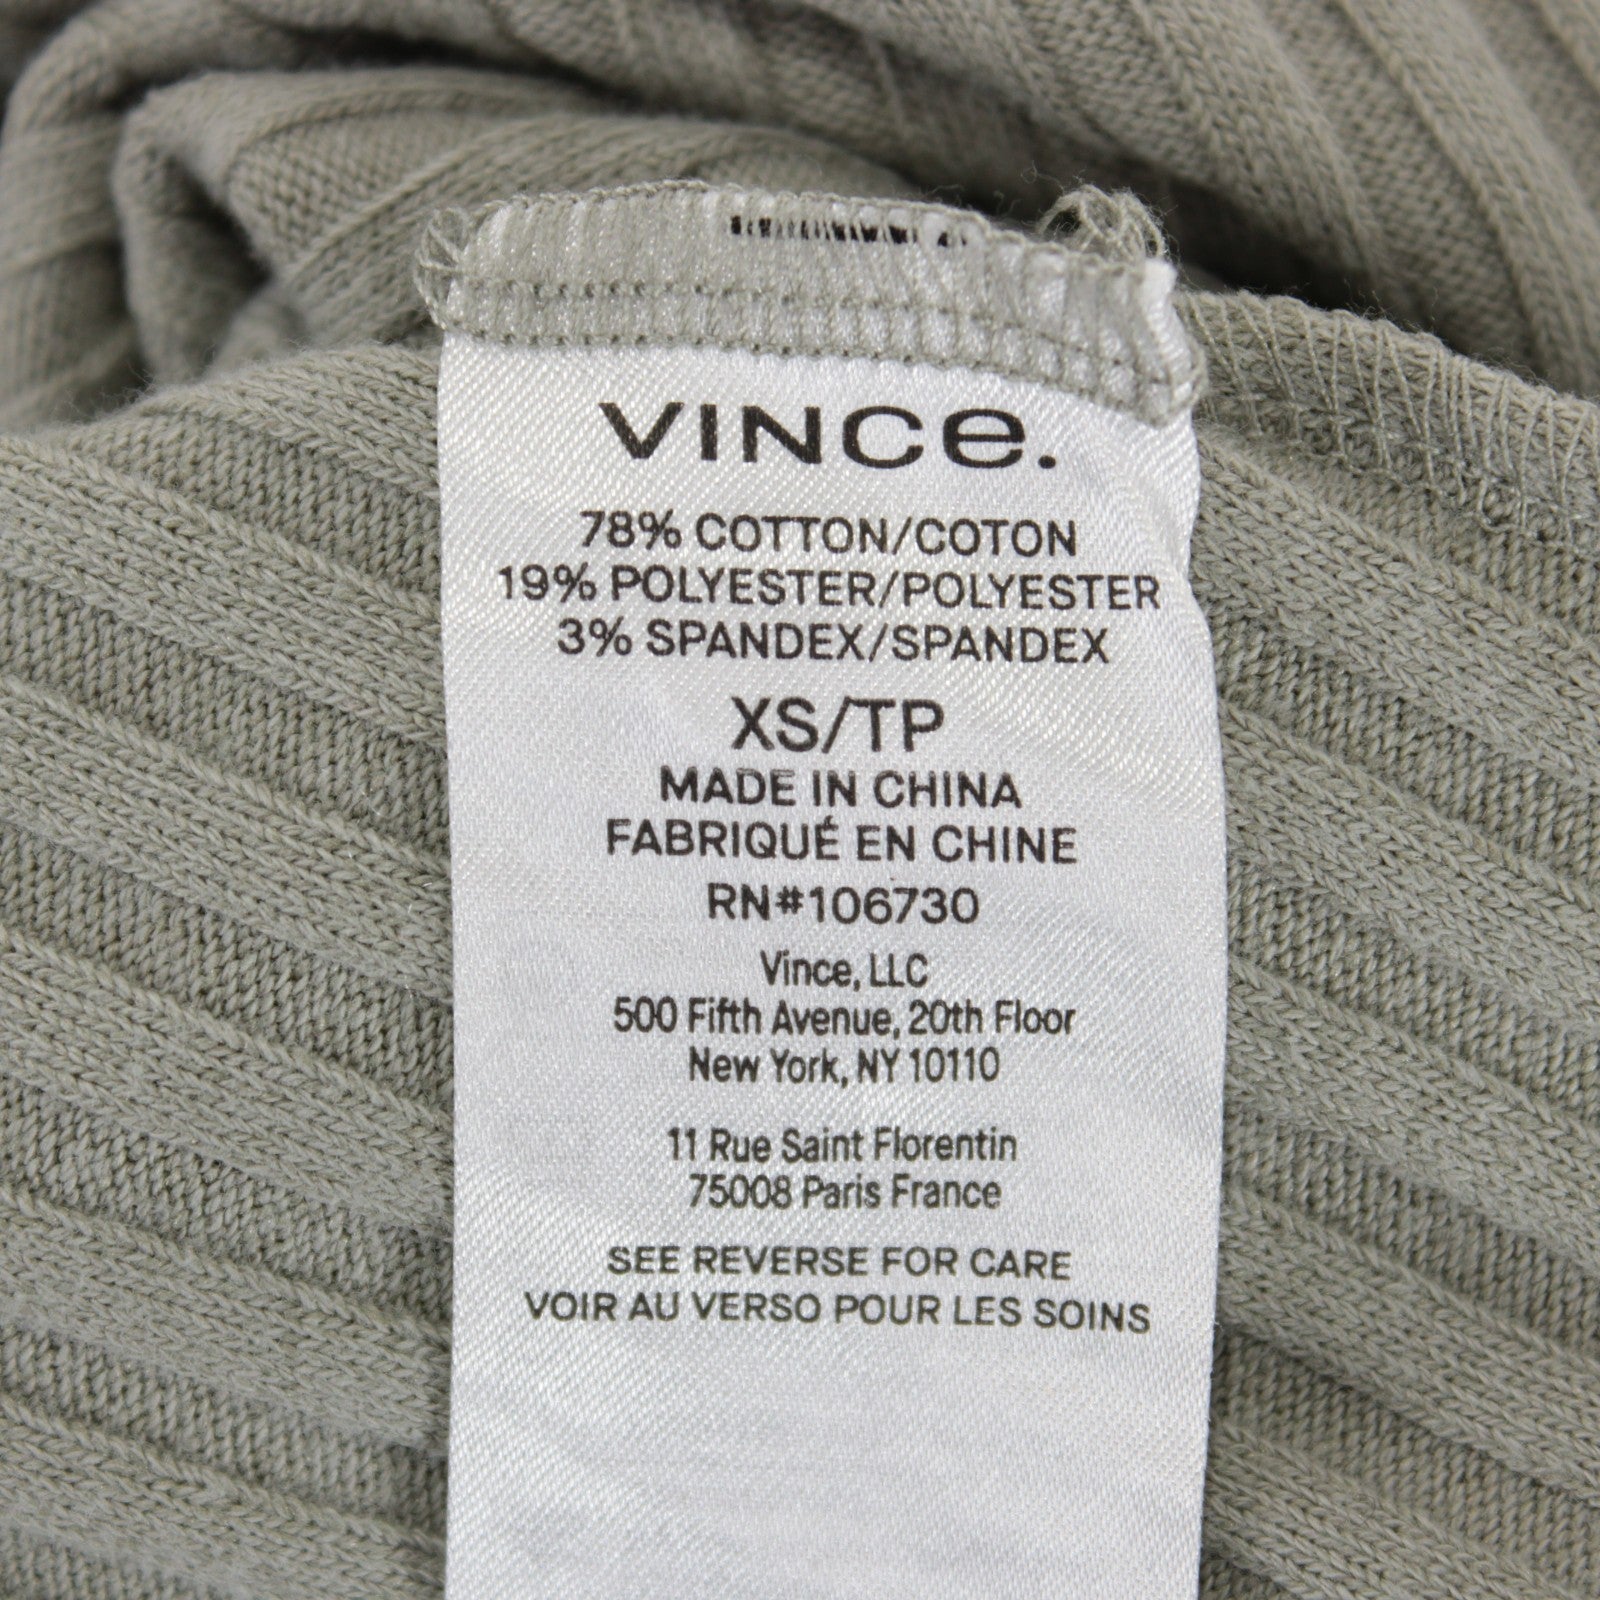 VINCe.
78% COTTON/COTON
19% POLYESTER/POLYESTER
3% SPANDEX/SPANDEX
XS/TP
MADE IN CHINA
FABRIQUÉ EN CHINE
RN#106730
Vince, LLC
500 Fifth Avenue, 20th Floor
New York, NY 10110
11 Rue Saint Florentin
75008 Paris France
SEE REVERSE FOR CARE
VOIR AU VERSO POUR LES SOINS